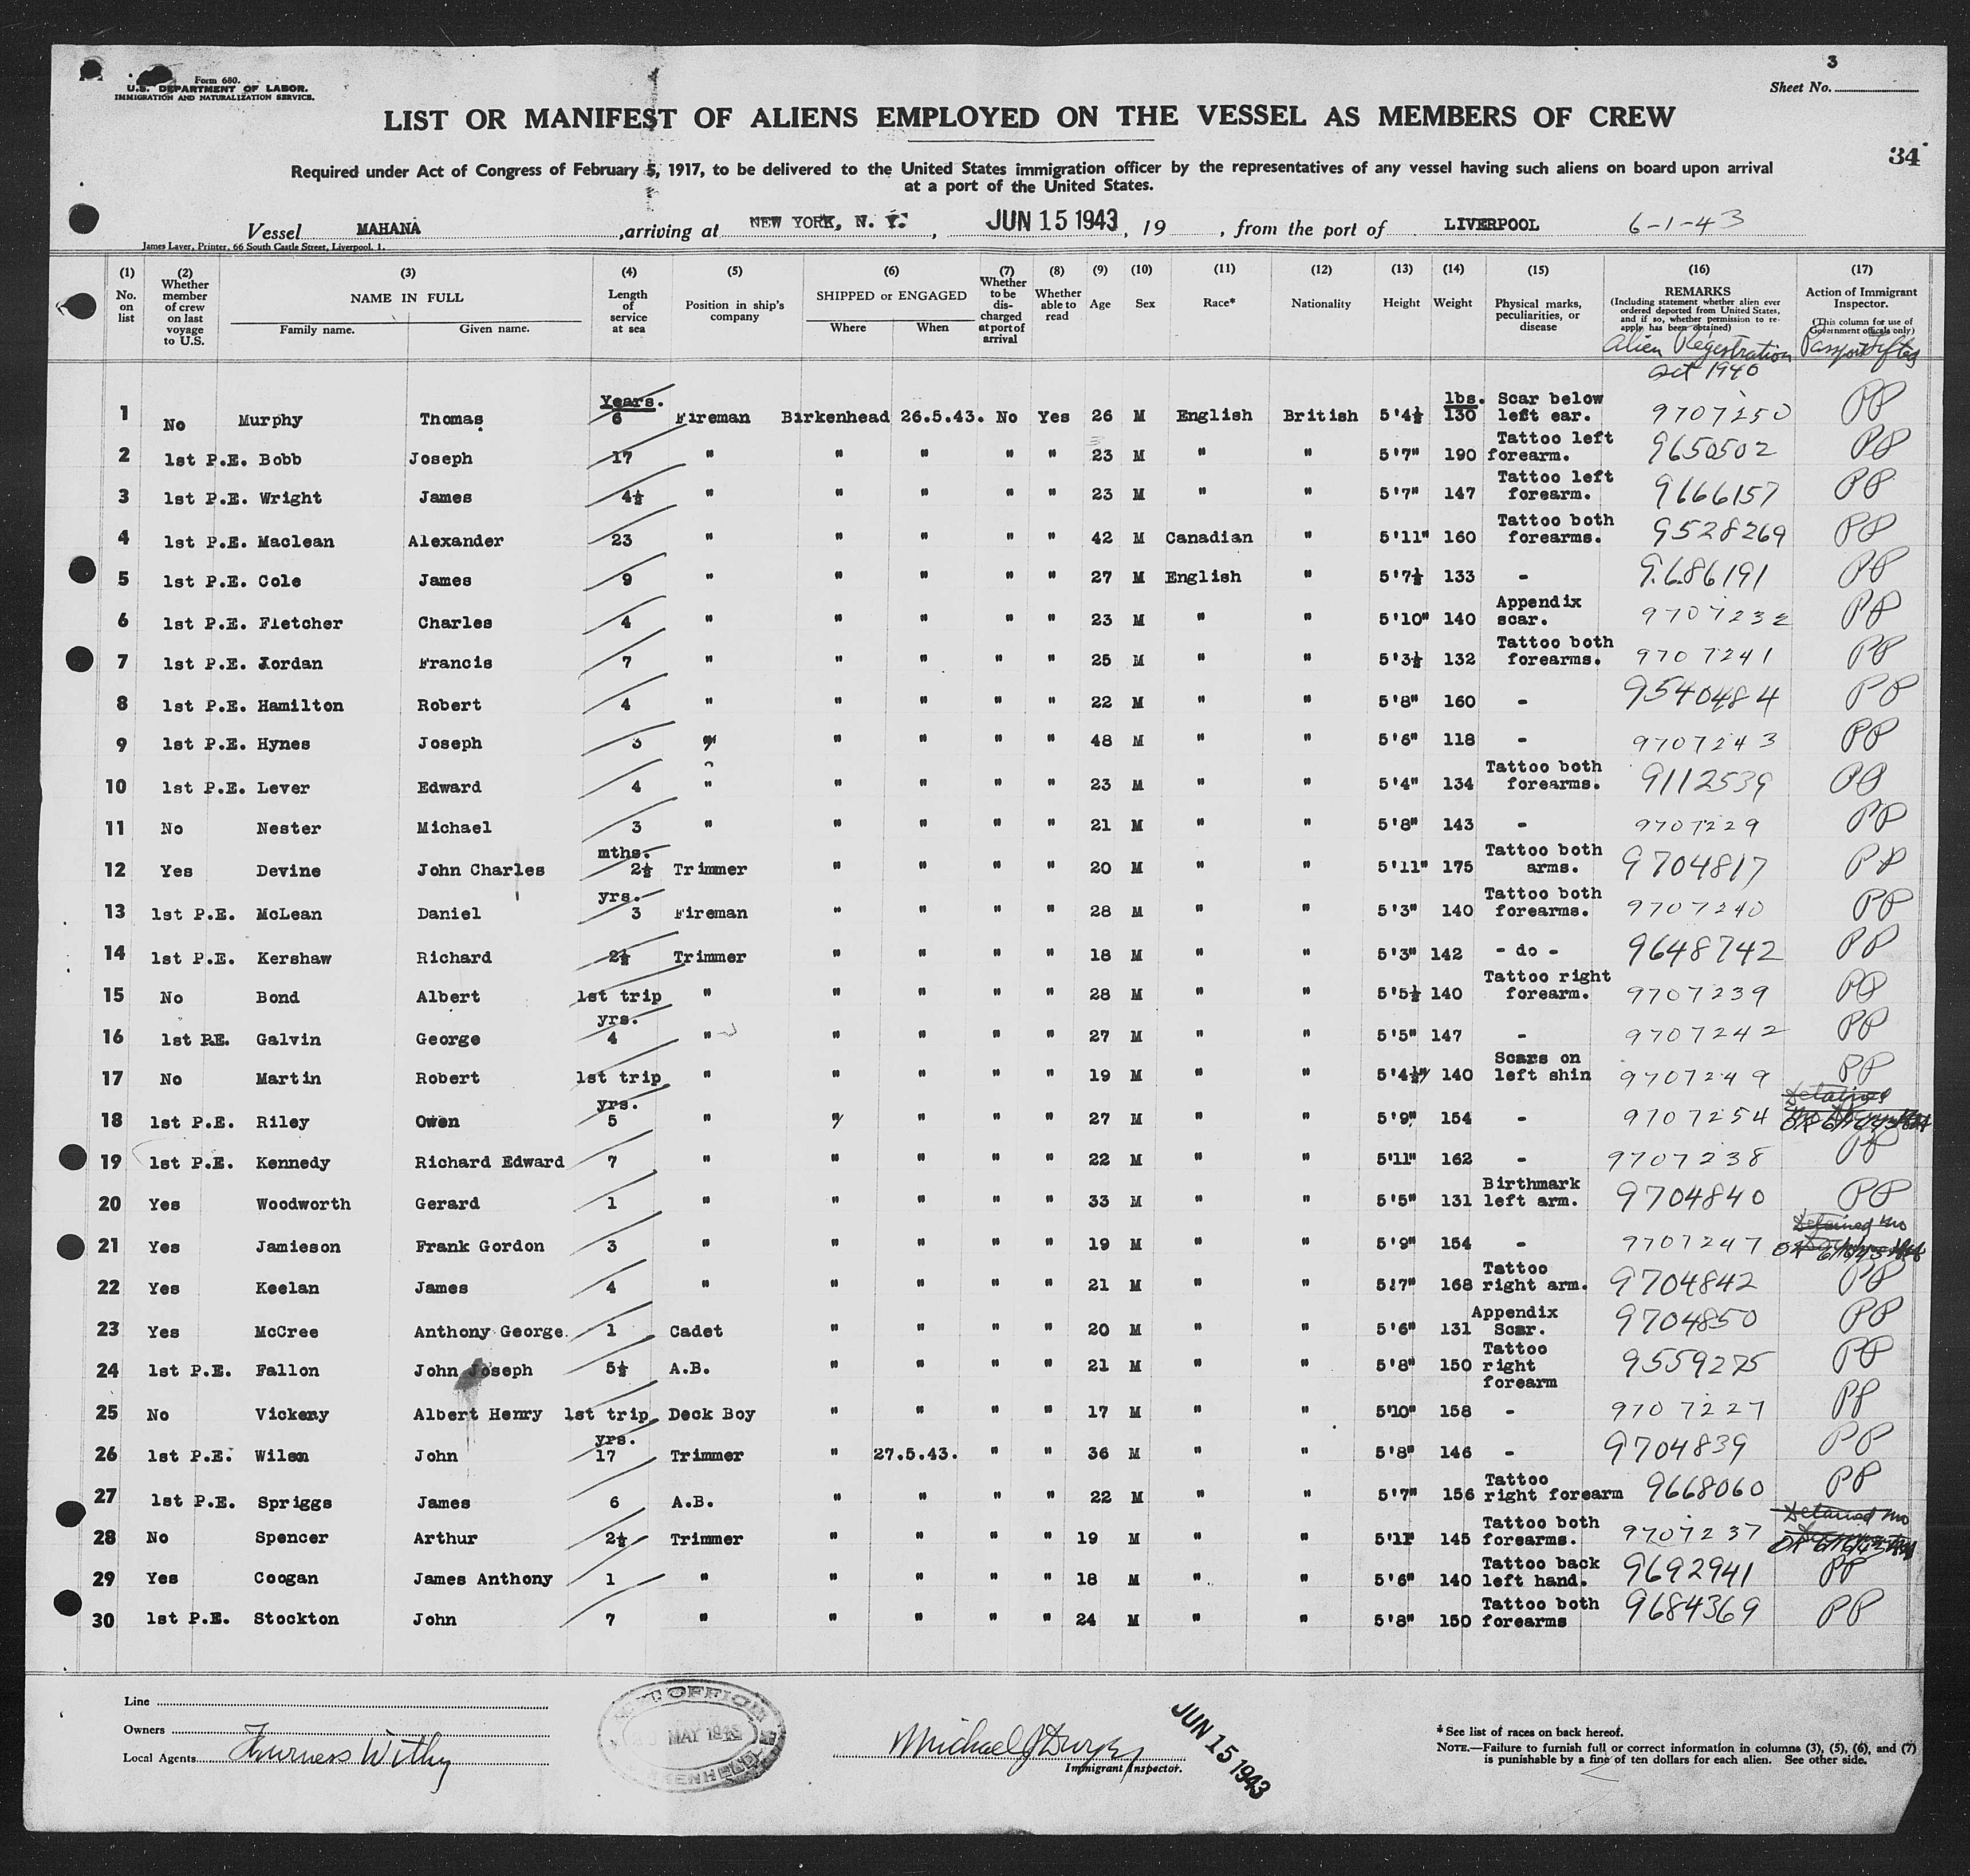 3
Form 680.
U.S. DEPARTMENT OF LABOR.
IMMIGRATION AND NATURALIZATION SERVICE.
Sheet No.
LIST OR MANIFEST OF ALIENS EMPLOYED ON THE VESSEL AS MEMBERS OF CREW
34
Required under Act of Congress of February 5, 1917, to be delivered to the United States immigration officer by the representatives of any vessel having such aliens on board upon arrival
at a port of the United States.
Vessel MAHANA, arriving at NEW YORK, N. Y., JUN 15 1943, 19 , from the port of LIVERPOOL 6-1-43
James Laver, Printer, 66 South Castle Street, Liverpool. 1.
(1) No. on list (2) Whether member of crew on last voyage to U.S. (3) NAME IN FULL Family name. Given name. (4) Length of service at sea (5) Position in ship's company (6) SHIPPED or ENGAGED Where When (7) Whether to be discharged at port of arrival (8) Whether able to read (9) Age (10) Sex (11) Race* (12) Nationality (13) Height (14) Weight (15) Physical marks, peculiarities, or disease (16) REMARKS (Including statement whether alien ever ordered deported from United States, and if so, whether permission to re-apply has been obtained) (17) Action of Immigrant Inspector. (This column for use of Government officials only)
Alien Registration Act 1940
1 No Murphy Thomas Years. 6 Fireman Birkenhead 26.5.43. No Yes 26 M English British 5'4½ lbs. 130 Scar below left ear. 9707250 PP
2 1st P.E. Bobb Joseph 17 " " " " " 23 M " " 5'7" 190 Tattoo left forearm. 9650502 PP
3 1st P.E. Wright James 4½ " " " " " 23 M " " 5'7" 147 Tattoo left forearm. 9666157 PP
4 1st P.E. Maclean Alexander 23 " " " " " 42 M Canadian " 5'11" 160 Tattoo both forearms. 9528269 PP
5 1st P.E. Cole James 9 " " " " " 27 M English " 5'7½ 133 - 9686191 PP
6 1st P.E. Fletcher Charles 4 " " " " " 23 M " " 5'10" 140 Appendix scar. 9707232 PP
7 1st P.E. Jordan Francis 7 " " " " " 25 M " " 5'3½ 132 Tattoo both forearms. 9707241 PP
8 1st P.E. Hamilton Robert 4 " " " " " 22 M " " 5'8" 160 - 9540484 PP
9 1st P.E. Hynes Joseph 3 " " " " " 48 M " " 5'6" 118 - 9707243 PP
10 1st P.E. Lever Edward 4 " " " " " 23 M " " 5'4" 134 Tattoo both forearms. 9112539 PP
11 No Nester Michael 3 " " " " " 21 M " " 5'8" 143 - 9707229 PP
12 Yes Devine John Charles mths. 2½ Trimmer " " " " 20 M " " 5'11" 175 Tattoo both arms. 9704817 PP
13 1st P.E. McLean Daniel yrs. 3 Fireman " " " " 28 M " " 5'3" 140 Tattoo both forearms. 9707240 PP
14 1st P.E. Kershaw Richard 2½ Trimmer " " " " 18 M " " 5'3" 142 - do - 9648742 PP
15 No Bond Albert 1st trip " " " " " 28 M " " 5'5½ 140 Tattoo right forearm. 9707239 PP
16 1st P.E. Galvin George yrs. 4 " " " " " 27 M " " 5'5" 147 - 9707242 PP
17 No Martin Robert 1st trip " " " " " 19 M " " 5'4½" 140 Scars on left shin 9707249 PP
18 1st P.E. Riley Owen yrs. 5 " " " " " 27 M " " 5'9" 154 - 9707254 Detained
19 1st P.E. Kennedy Richard Edward 7 " " " " " 22 M " " 5'11" 162 - 9707238 PP
20 Yes Woodworth Gerard 1 " " " " " 33 M " " 5'5" 131 Birthmark left arm. 9704840 PP
21 Yes Jamieson Frank Gordon 3 " " " " " 19 M " " 5'9" 154 - 9707247 Detained no
22 Yes Keelan James 4 " " " " " 21 M " " 5'7" 168 Tattoo right arm. 9704842 PP
23 Yes McCree Anthony George. 1 Cadet " " " " 20 M " " 5'6" 131 Appendix Scar. 9704850 PP
24 1st P.E. Fallon John Joseph 5½ A.B. " " " " 21 M " " 5'8" 150 Tattoo right forearm 9559275 PP
25 No Vickery Albert Henry 1st trip Deck Boy " " " " 17 M " " 5'10" 158 - 9707227 PP
26 1st P.E. Wilson John yrs. 17 Trimmer " 27.5.43. " " 36 M " " 5'8" 146 - 9704839 PP
27 1st P.E. Spriggs James 6 A.B. " " " " 22 M " " 5'7" 156 Tattoo right forearm 9668060 PP
28 No Spencer Arthur 2½ Trimmer " " " " 19 M " " 5'11" 145 Tattoo both forearms. 9707237 Detained no
29 Yes Coogan James Anthony 1 " " " " " 18 M " " 5'6" 140 Tattoo back left hand. 9692941 PP
30 1st P.E. Stockton John 7 " " " " " 24 M " " 5'8" 150 Tattoo both forearms 9684369 PP
Line
Owners
Local Agents Furness Withy
MAY 1943
Michael J Dwyer
Immigrant Inspector.
JUN 15 1943
* See list of races on back hereof.
NOTE.—Failure to furnish full or correct information in columns (3), (5), (6), and (7)
is punishable by a fine of ten dollars for each alien. See other side.